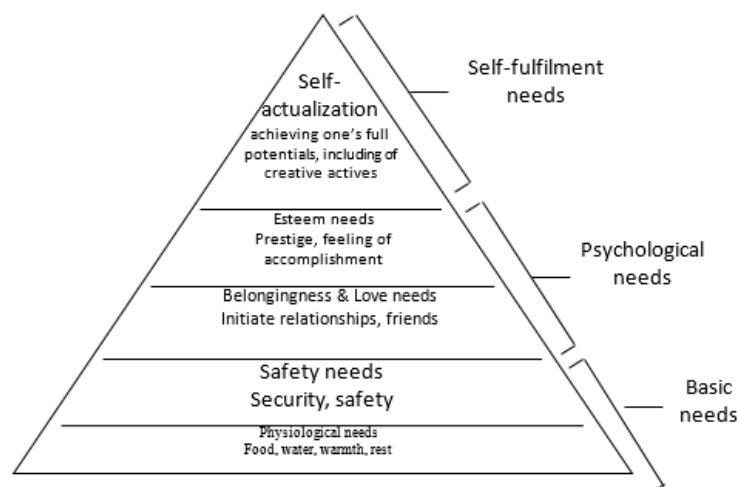 Self-
actualization
achieving one's full
potentials, including of
creative actives
Esteem needs
Prestige, feeling of
accomplishment
Belongingness & Love needs
Initiate relationships, friends
Safety needs
Security, safety
Physiological needs
Food, water, warmth, rest
Self-fulfilment
needs
Psychological
needs
Basic
needs